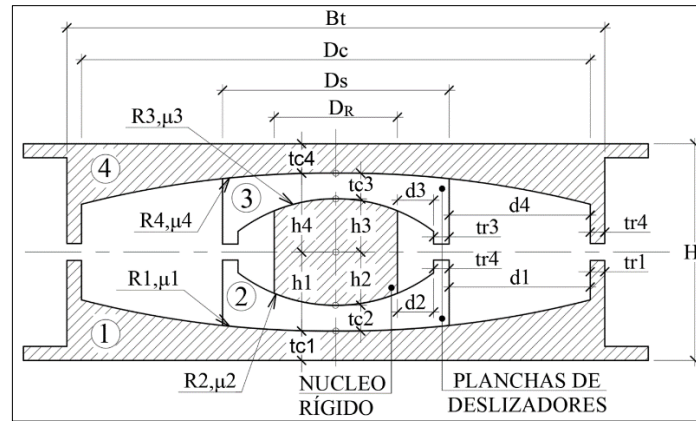 Bt
Dc
Ds
DR
R3,μ3
4
tc4
tc3
3
d3
d4
R4,μ4
h4
h3
tr3
tr4
H
R1,μ1
h1
h2
tr4
tr1
2
d2
d1
1
tc1
tc2
R2,μ2
NUCLEO
RÍGIDO
PLANCHAS DE
DESLIZADORES